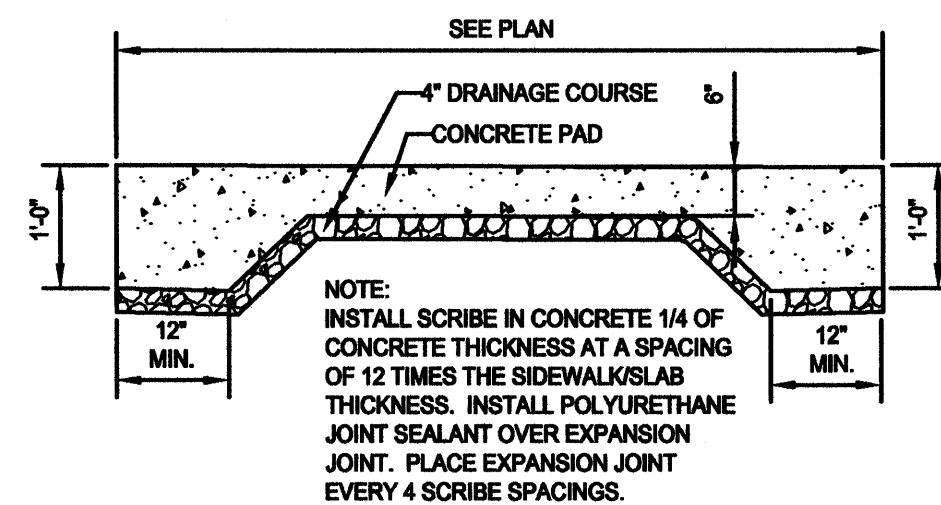 SEE PLAN
4" DRAINAGE COURSE
6"
CONCRETE PAD
1'-0"
1'-0"
12"
MIN.
12"
MIN.
NOTE:
INSTALL SCRIBE IN CONCRETE 1/4 OF
CONCRETE THICKNESS AT A SPACING
OF 12 TIMES THE SIDEWALK/SLAB
THICKNESS. INSTALL POLYURETHANE
JOINT SEALANT OVER EXPANSION
JOINT. PLACE EXPANSION JOINT
EVERY 4 SCRIBE SPACINGS.